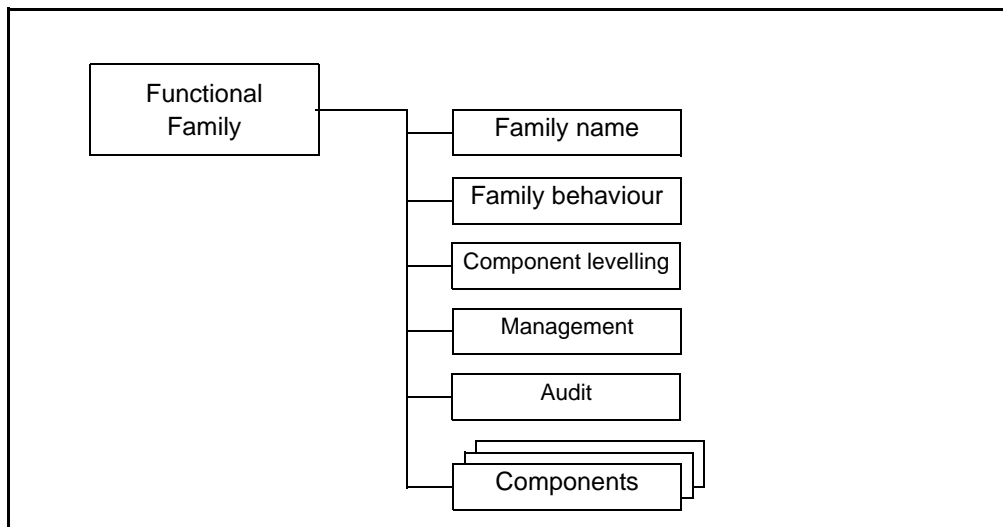 Functional
Family
Family name
Family behaviour
Component levelling
Management
Audit
Components